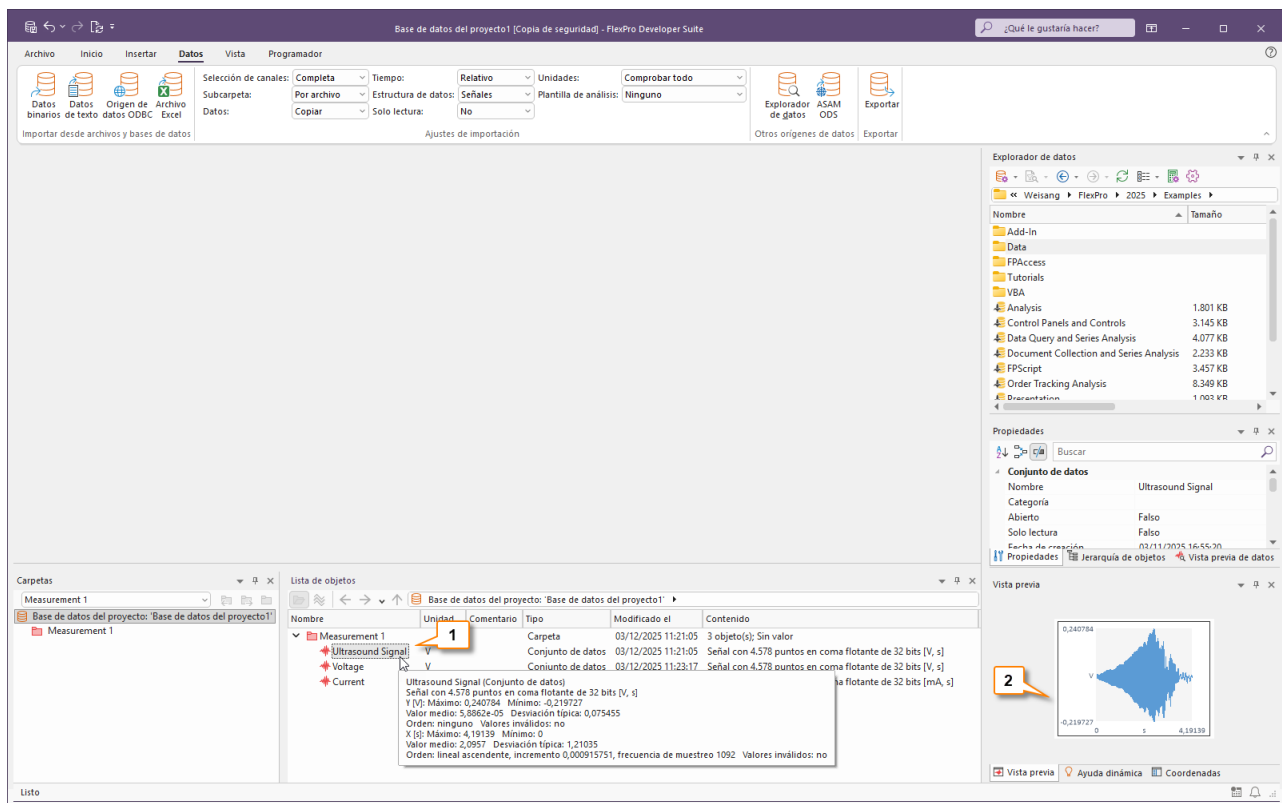 Base de datos del proyecto1 [Copia de seguridad] - FlexPro Developer Suite
¿Qué le gustaría hacer?
Archivo Inicio Insertar Datos Vista Programador
Datos binarios
Datos de texto
Origen de datos ODBC
Archivo Excel
Importar desde archivos y bases de datos
Selección de canales: Completa Tiempo: Relativo Unidades: Comprobar todo
Subcarpeta: Por archivo Estructura de datos: Señales Plantilla de análisis: Ninguno
Datos: Copiar Solo lectura: No
Ajustes de importación
Explorador de datos
ASAM ODS
Otros orígenes de datos
Exportar
Exportar
Explorador de datos
« Weisang FlexPro 2025 Examples
Nombre Tamaño
Add-In
Data
FPAccess
Tutorials
VBA
Analysis 1.801 KB
Control Panels and Controls 3.145 KB
Data Query and Series Analysis 4.077 KB
Document Collection and Series Analysis 2.233 KB
FPScript 3.457 KB
Order Tracking Analysis 8.349 KB
Presentation 1.093 KB
Propiedades
Buscar
Conjunto de datos
Nombre Ultrasound Signal
Categoría
Abierto Falso
Solo lectura Falso
Fecha de creación 03/11/2025 16:55:20
Propiedades Jerarquía de objetos Vista previa de datos
Carpetas
Measurement 1
Base de datos del proyecto: 'Base de datos del proyecto1'
Measurement 1
Lista de objetos
Base de datos del proyecto: 'Base de datos del proyecto1'
Nombre Unidad Comentario Tipo Modificado el Contenido
Measurement 1 Carpeta 03/12/2025 11:21:05 3 objeto(s); Sin valor
Ultrasound Signal V Conjunto de datos 03/12/2025 11:21:05 Señal con 4.578 puntos en coma flotante de 32 bits [V, s]
Voltage V Conjunto de datos 03/12/2025 11:23:17 Señal con 4.578 puntos en coma flotante de 32 bits [V, s]
Current flotante de 32 bits [mA, s]
1
Ultrasound Signal (Conjunto de datos)
Señal con 4.578 puntos en coma flotante de 32 bits [V, s]
Y [V]: Máximo: 0,240784 Mínimo: -0,219727
Valor medio: 5,8862e-05 Desviación típica: 0,075455
Orden: ninguno Valores inválidos: no
X [s]: Máximo: 4,19139 Mínimo: 0
Valor medio: 2,0957 Desviación típica: 1,21035
Orden: lineal ascendente, incremento 0,000915751, frecuencia de muestreo 1092 Valores inválidos: no
Vista previa
2
0,240784
V
-0,219727
0 s 4,19139
Vista previa Ayuda dinámica Coordenadas
Listo